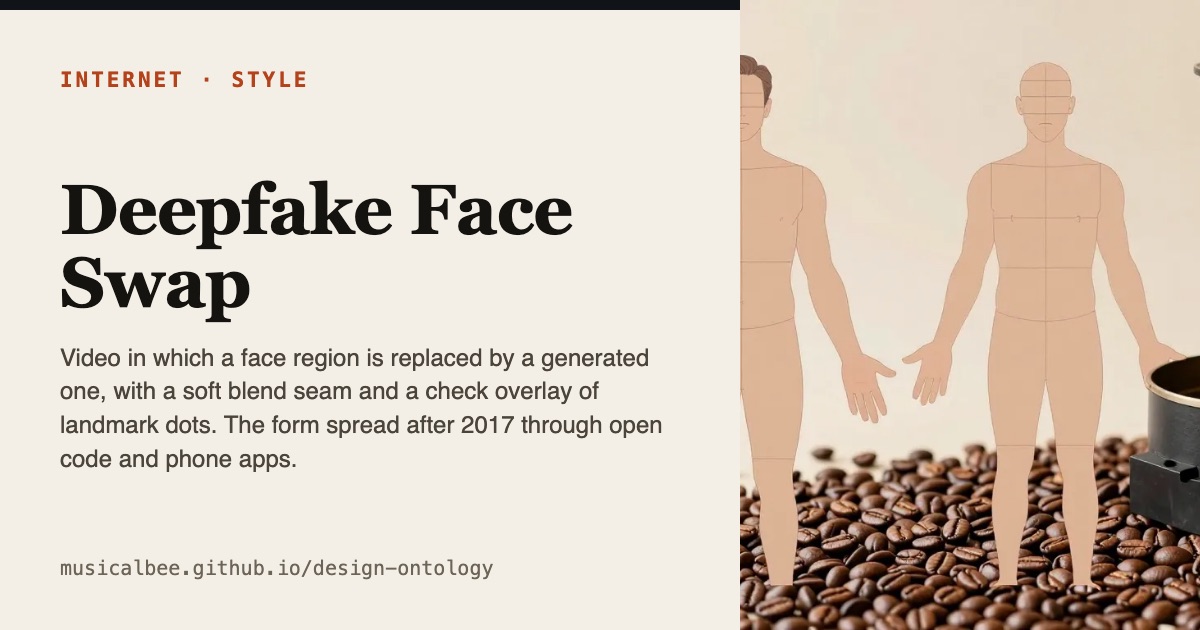 INTERNET · STYLE
Deepfake Face
Swap
Video in which a face region is replaced by a generated
one, with a soft blend seam and a check overlay of
landmark dots. The form spread after 2017 through open
code and phone apps.
musicalbee.github.io/design-ontology